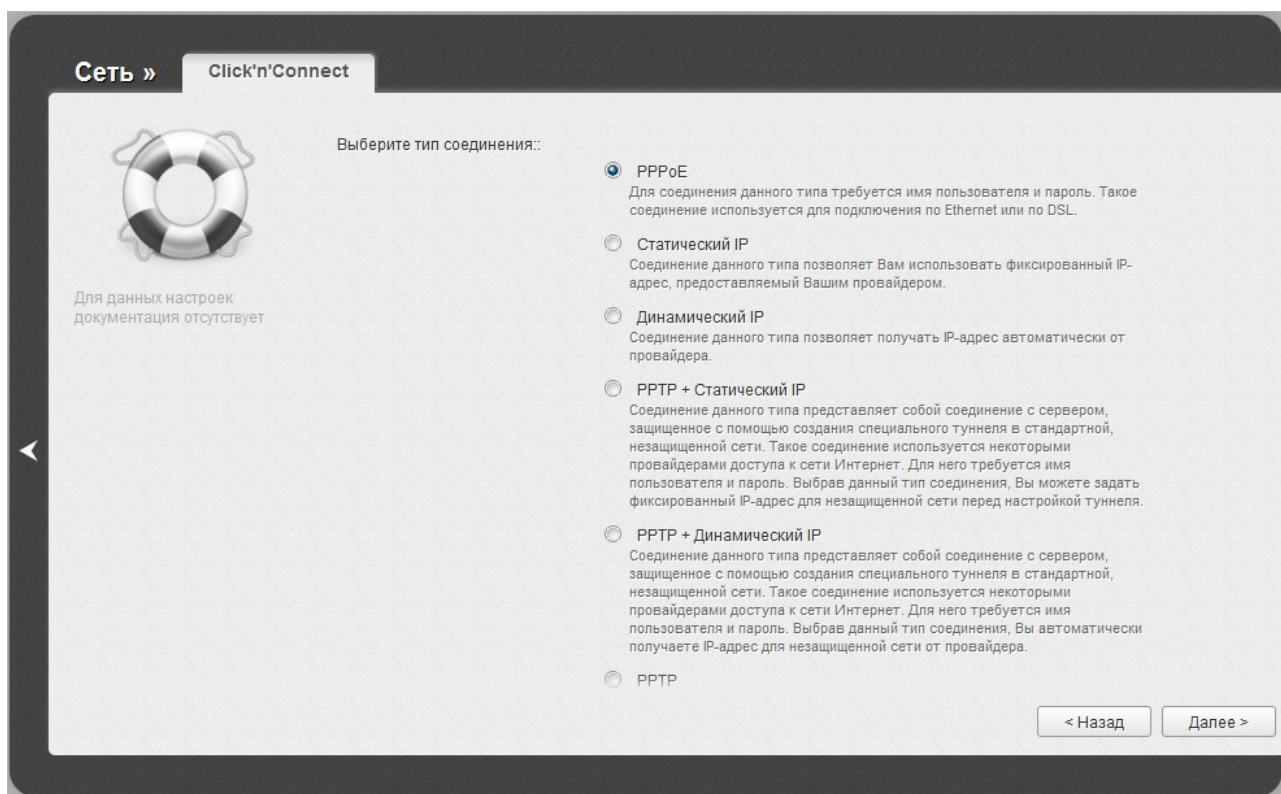 Сеть »
Click'n'Connect
Для данных настроек
документация отсутствует
Выберите тип соединения::
PPPoE
Для соединения данного типа требуется имя пользователя и пароль. Такое
соединение используется для подключения по Ethernet или по DSL.
Статический IP
Соединение данного типа позволяет Вам использовать фиксированный IP-
адрес, предоставляемый Вашим провайдером.
Динамический IP
Соединение данного типа позволяет получать IP-адрес автоматически от
провайдера.
PPTP + Статический IP
Соединение данного типа представляет собой соединение с сервером,
защищенное с помощью создания специального туннеля в стандартной,
незащищенной сети. Такое соединение используется некоторыми
провайдерами доступа к сети Интернет. Для него требуется имя
пользователя и пароль. Выбрав данный тип соединения, Вы можете задать
фиксированный IP-адрес для незащищенной сети перед настройкой туннеля.
PPTP + Динамический IP
Соединение данного типа представляет собой соединение с сервером,
защищенное с помощью создания специального туннеля в стандартной,
незащищенной сети. Такое соединение используется некоторыми
провайдерами доступа к сети Интернет. Для него требуется имя
пользователя и пароль. Выбрав данный тип соединения, Вы автоматически
получаете IP-адрес для незащищенной сети от провайдера.
PPTP
< Назад
Далее >